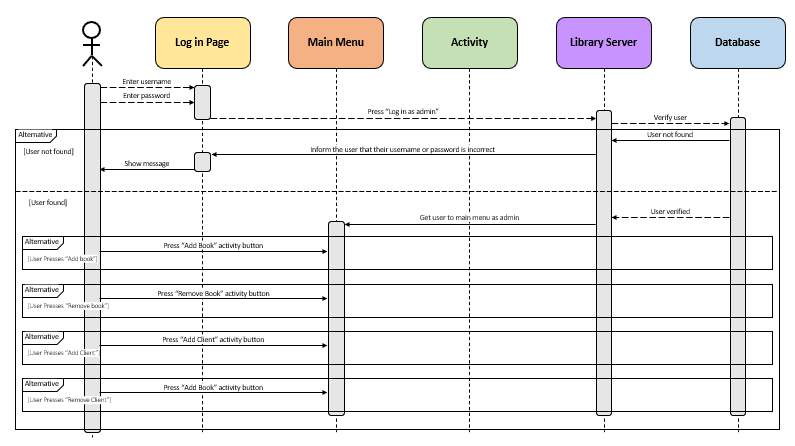 Log in Page
Main Menu
Activity
Library Server
Database
Enter username
Enter password
Press “Log in as admin”
Verify user
Alternative
User not found
[User not found]
Inform the user that their username or password is incorrect
Show message
[User found]
User verified
Get user to main menu as admin
Alternative
Press “Add Book” activity button
[User Presses “Add book”]
Alternative
Press “Remove Book” activity button
[User Presses “Remove book”]
Alternative
Press “Add Client” activity button
[User Presses “Add Client”]
Alternative
Press “Add Book” activity button
[User Presses “Remove Client”]